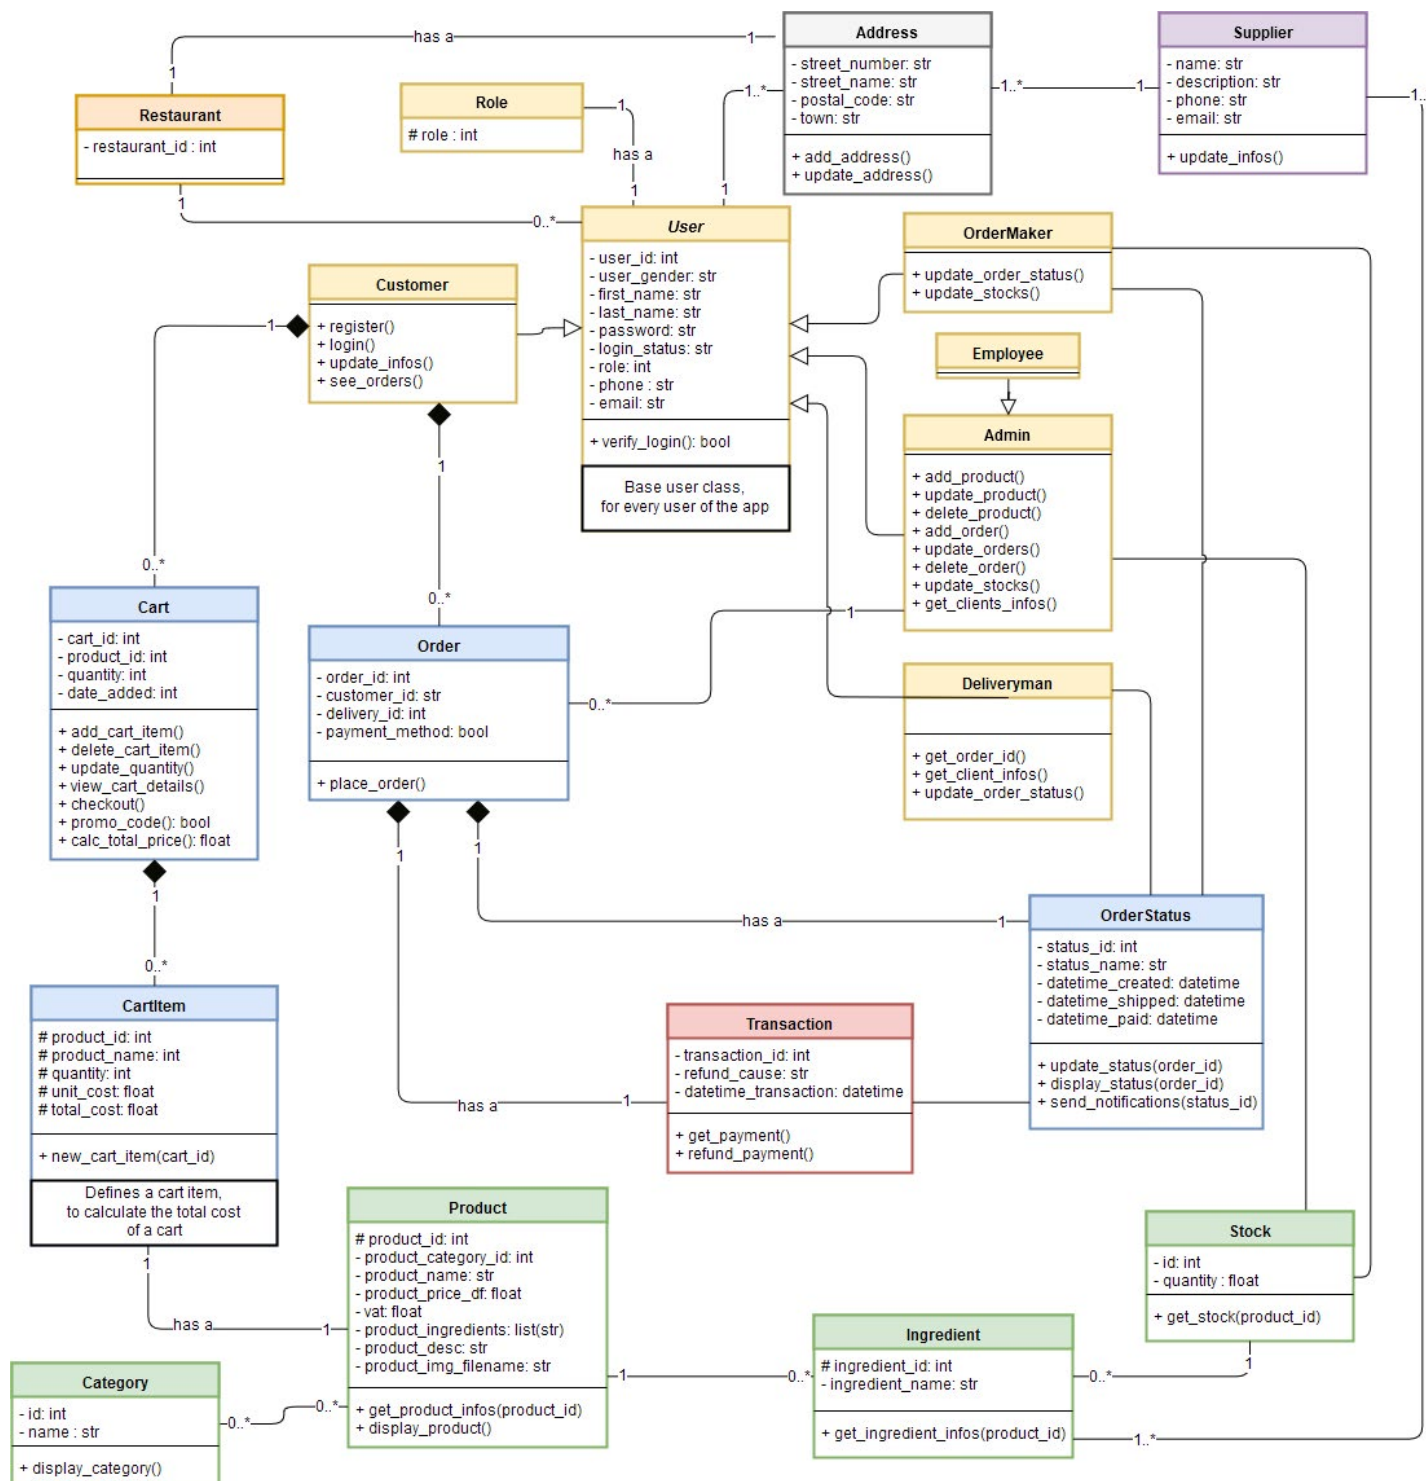 has a
1
1
Restaurant
- restaurant_id : int
1
0..*
Role
# role : int
1
has a
1
Address
- street_number: str
- street_name: str
- postal_code: str
- town: str
+ add_address()
+ update_address()
1..*
1
1..*
1
Supplier
- name: str
- description: str
- phone: str
- email: str
+ update_infos()
1..
User
- user_id: int
- user_gender: str
- first_name: str
- last_name: str
- password: str
- login_status: str
- role: int
- phone : str
- email: str
+ verify_login(): bool
Base user class,
for every user of the app
OrderMaker
+ update_order_status()
+ update_stocks()
Customer
+ register()
+ login()
+ update_infos()
+ see_orders()
1
1
0..*
0..*
Employee
Admin
+ add_product()
+ update_product()
+ delete_product()
+ add_order()
+ update_orders()
+ delete_order()
+ update_stocks()
+ get_clients_infos()
1
0..*
Cart
- cart_id: int
- product_id: int
- quantity: int
- date_added: int
+ add_cart_item()
+ delete_cart_item()
+ update_quantity()
+ view_cart_details()
+ checkout()
+ promo_code(): bool
+ calc_total_price(): float
1
0..*
Order
- order_id: int
- customer_id: str
- delivery_id: int
- payment_method: bool
+ place_order()
1
1
has a
1
has a
1
Deliveryman
+ get_order_id()
+ get_client_infos()
+ update_order_status()
OrderStatus
- status_id: int
- status_name: str
- datetime_created: datetime
- datetime_shipped: datetime
- datetime_paid: datetime
+ update_status(order_id)
+ display_status(order_id)
+ send_notifications(status_id)
CartItem
# product_id: int
# product_name: int
# quantity: int
# unit_cost: float
# total_cost: float
+ new_cart_item(cart_id)
Defines a cart item,
to calculate the total cost
of a cart
1
has a
1
Transaction
- transaction_id: int
- refund_cause: str
- datetime_transaction: datetime
+ get_payment()
+ refund_payment()
Product
# product_id: int
- product_category_id: int
- product_name: str
- product_price_df: float
- vat: float
- product_ingredients: list(str)
- product_desc: str
- product_img_filename: str
+ get_product_infos(product_id)
+ display_product()
1
0..*
Stock
- id: int
- quantity : float
+ get_stock(product_id)
1
0..*
Ingredient
# ingredient_id: int
- ingredient_name: str
+ get_ingredient_infos(product_id)
1..*
Category
- id: int
- name : str
+ display_category()
0..*
0..*